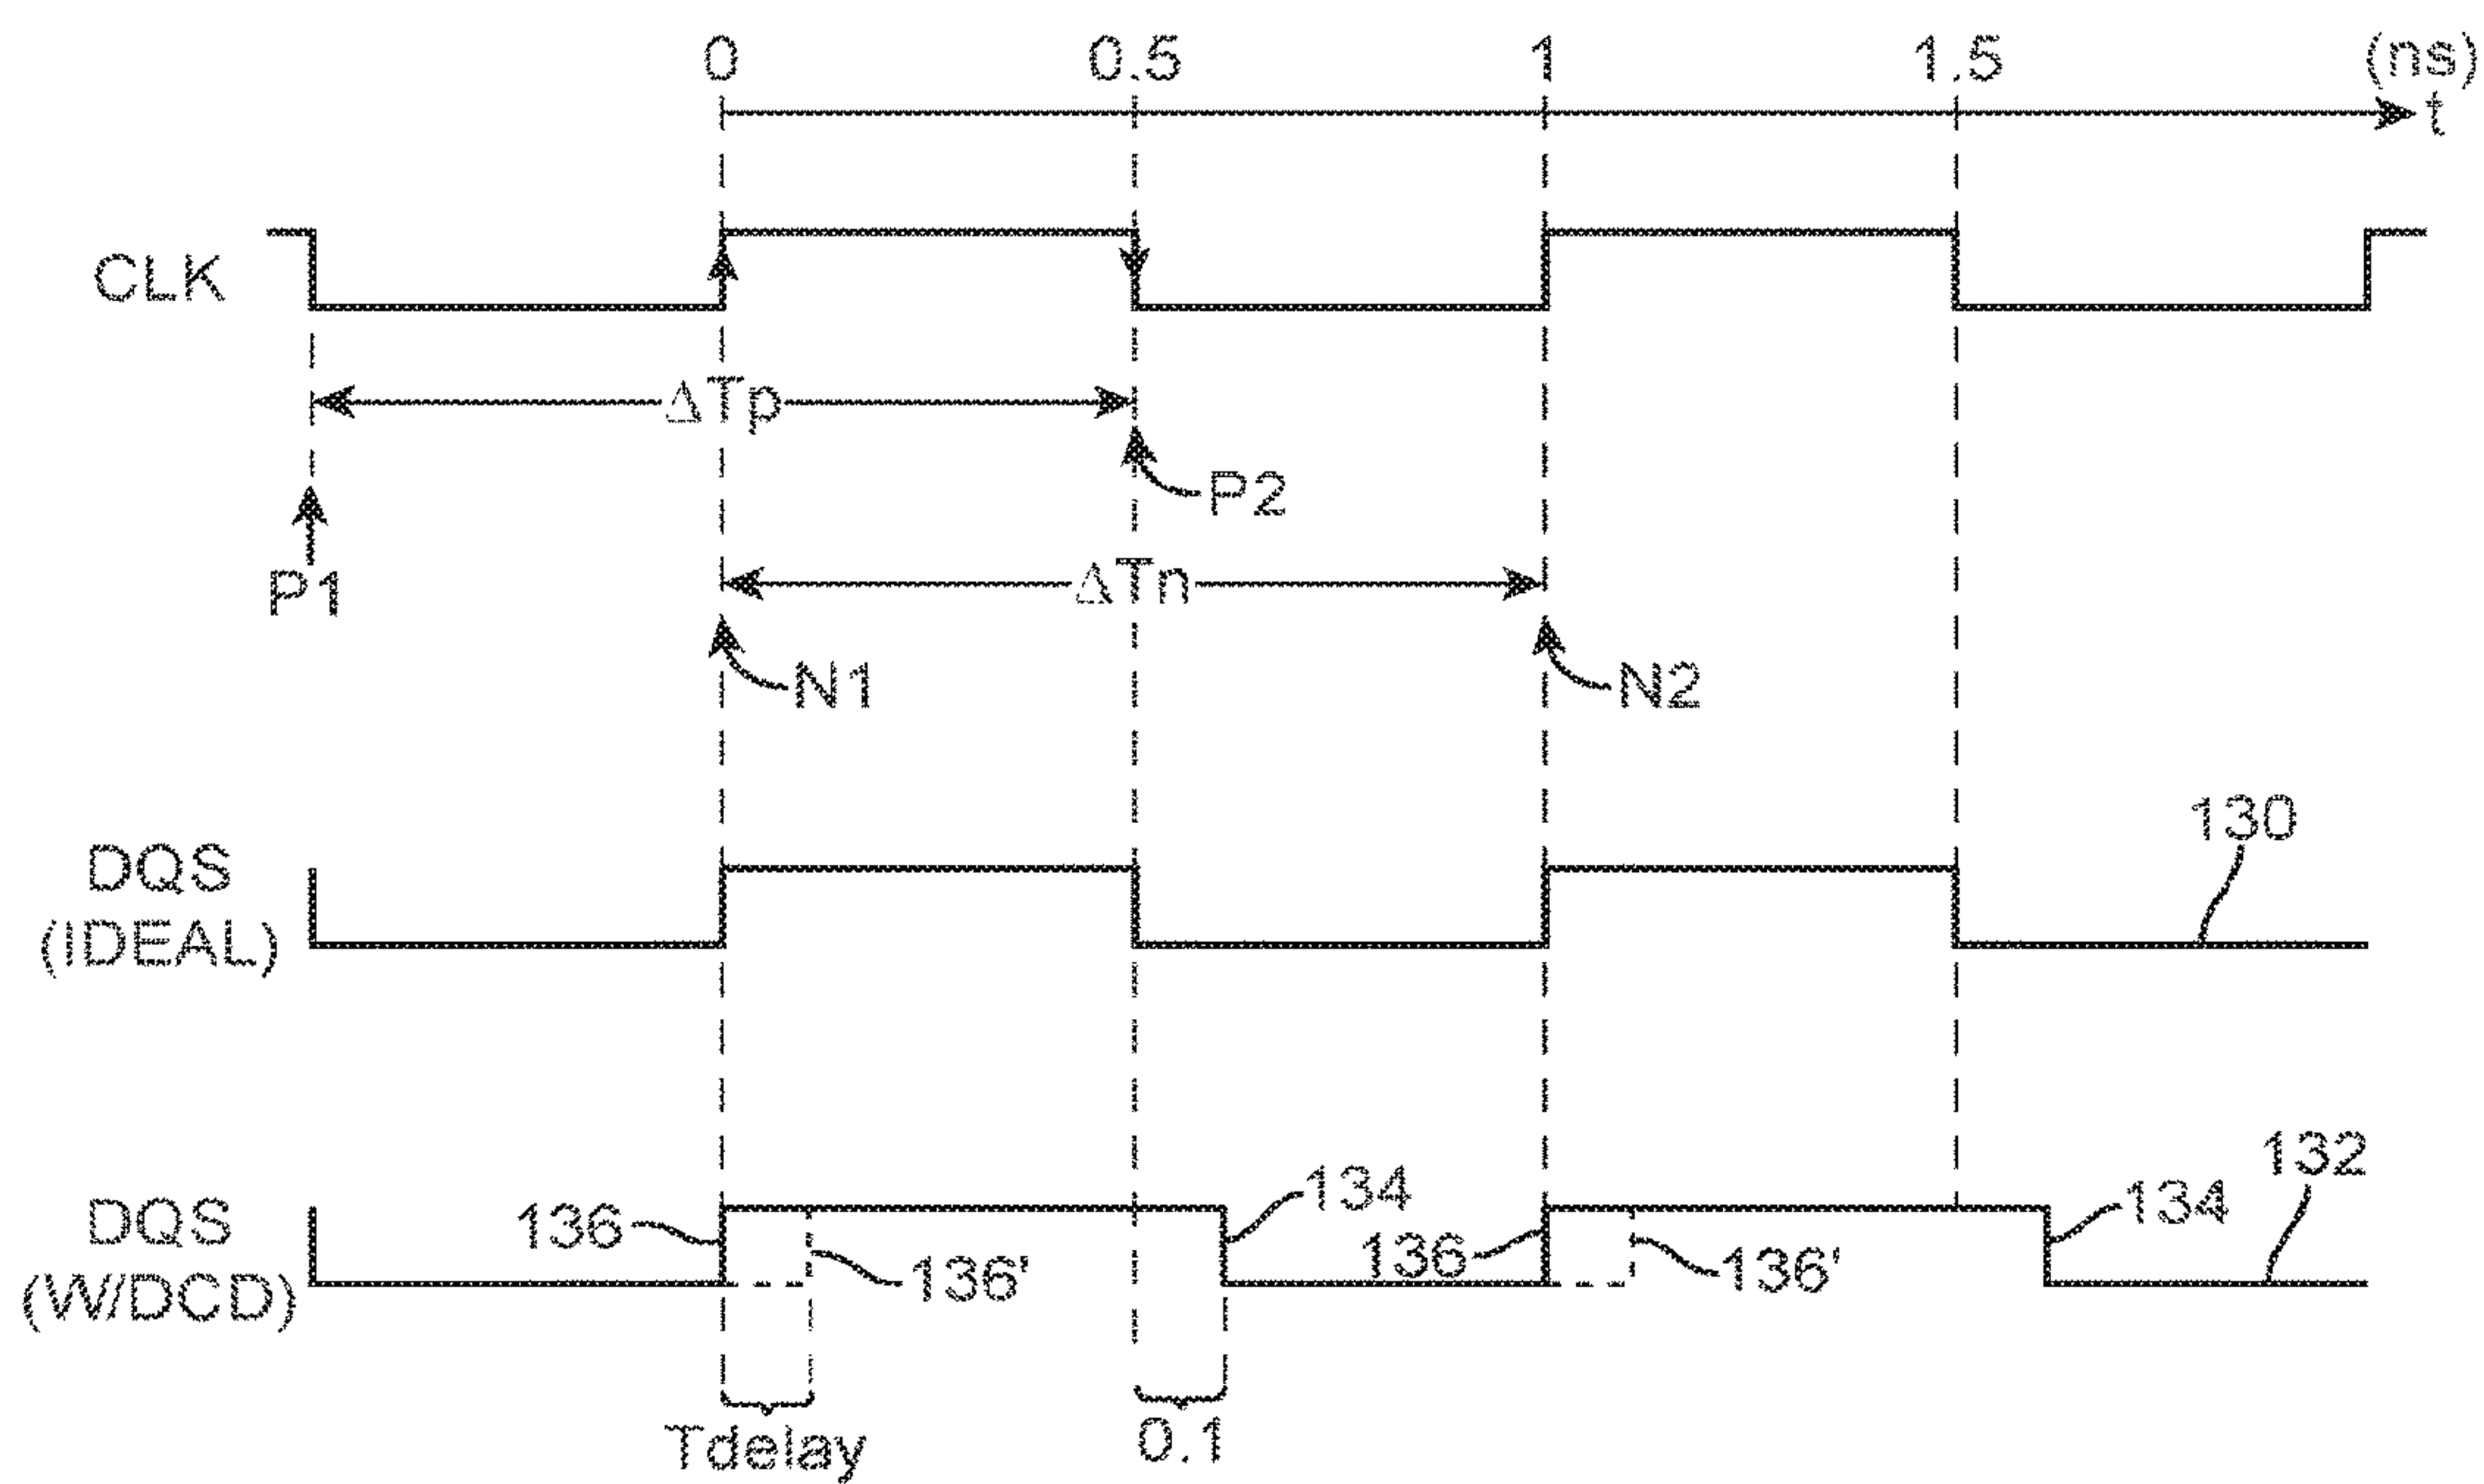 0 0.5 1 1.5 (ns)
t
CLK
ΔTp
P2
P1
ΔTn
N1 N2
130
DQS
(IDEAL)
132
134 134
DQS
136 136
136' 136'
(W/DCD)
Tdelay 0.1